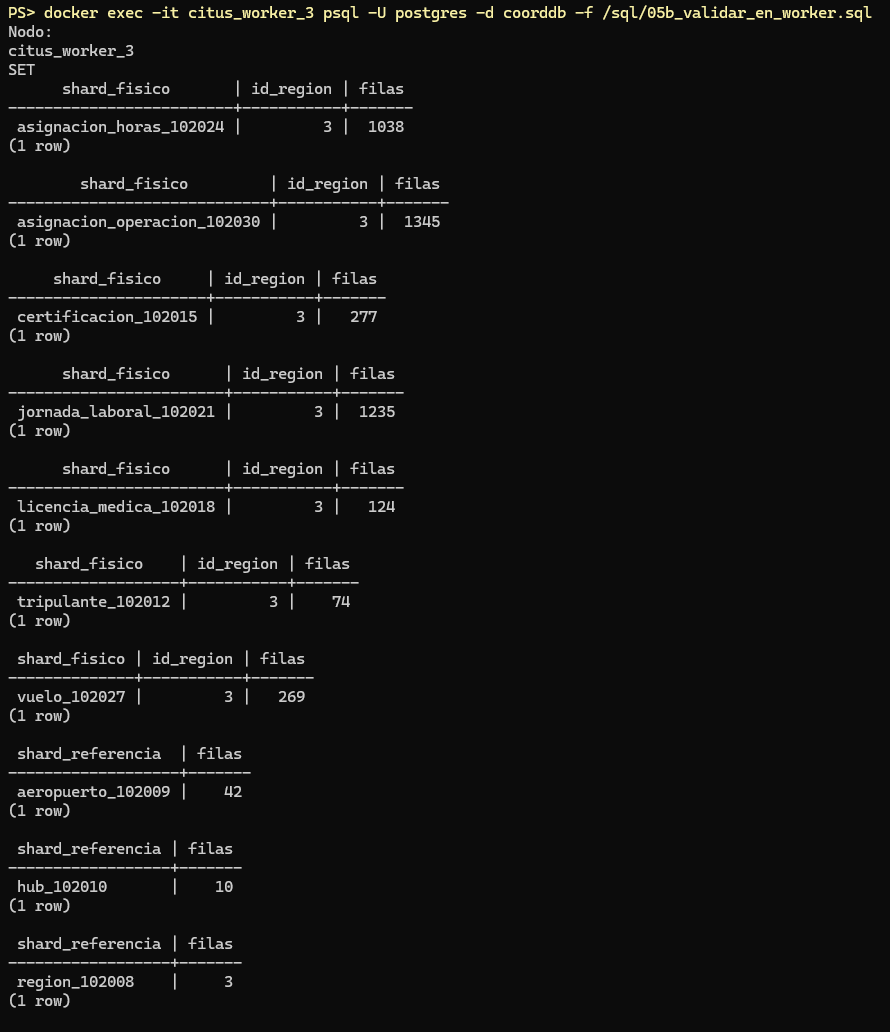 PS> docker exec -it citus_worker_3 psql -U postgres -d coorddb -f /sql/05b_validar_en_worker.sql
Nodo:
citus_worker_3
SET
      shard_fisico       | id_region | filas
-------------------------+-----------+-------
 asignacion_horas_102024 |         3 |  1038
(1 row)

        shard_fisico         | id_region | filas
-----------------------------+-----------+-------
 asignacion_operacion_102030 |         3 |  1345
(1 row)

     shard_fisico     | id_region | filas
----------------------+-----------+-------
 certificacion_102015 |         3 |   277
(1 row)

      shard_fisico      | id_region | filas
------------------------+-----------+-------
 jornada_laboral_102021 |         3 |  1235
(1 row)

      shard_fisico      | id_region | filas
------------------------+-----------+-------
 licencia_medica_102018 |         3 |   124
(1 row)

   shard_fisico    | id_region | filas
-------------------+-----------+-------
 tripulante_102012 |         3 |    74
(1 row)

 shard_fisico | id_region | filas
--------------+-----------+-------
 vuelo_102027 |         3 |   269
(1 row)

 shard_referencia  | filas
-------------------+-------
 aeropuerto_102009 |    42
(1 row)

 shard_referencia | filas
------------------+-------
 hub_102010       |    10
(1 row)

 shard_referencia | filas
------------------+-------
 region_102008    |     3
(1 row)